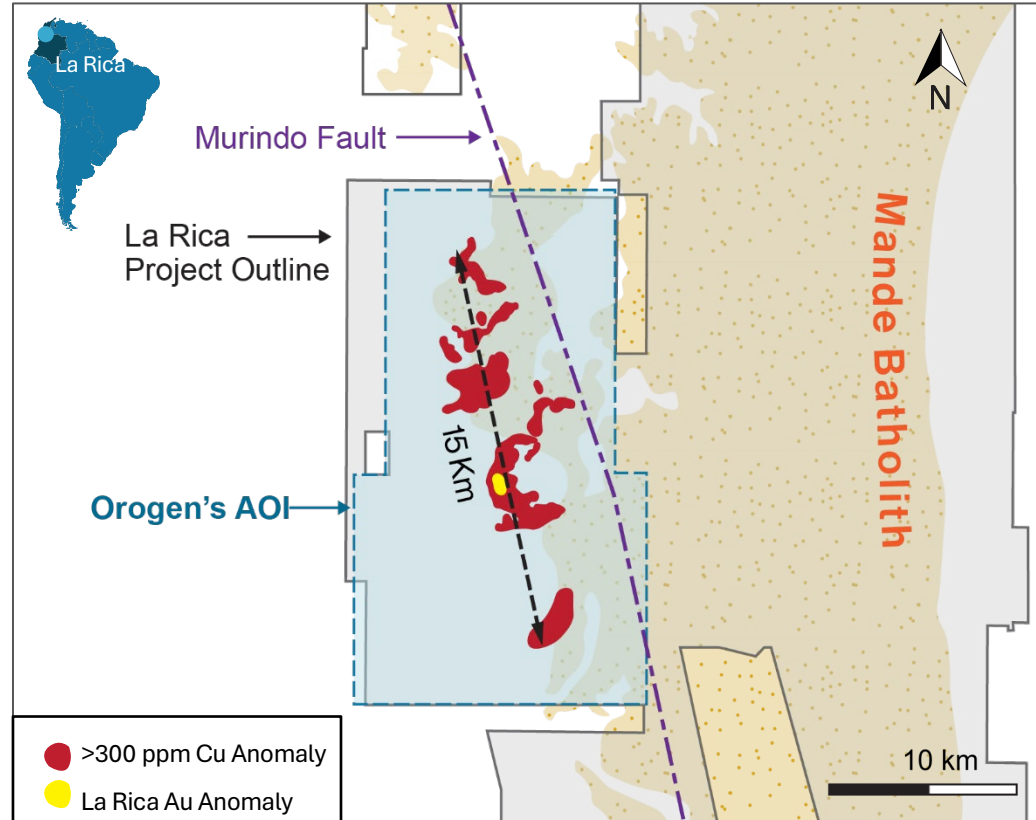 La Rica
N
Murindo Fault
La Rica
Project Outline
Mande Batholith
15 Km
Orogen's AOI
10 km
>300 ppm Cu Anomaly
La Rica Au Anomaly